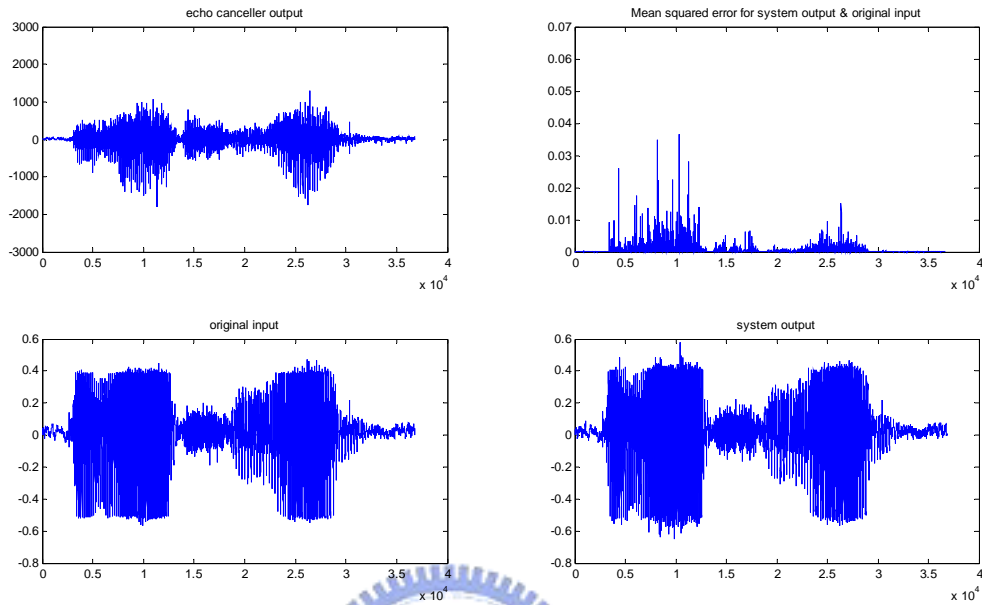 echo canceller output
3000
2000
1000
0
-1000
-2000
-3000
0 0.5 1 1.5 2 2.5 3 3.5 4
x 10^4
Mean squared error for system output & original input
0.07
0.06
0.05
0.04
0.03
0.02
0.01
0
0 0.5 1 1.5 2 2.5 3 3.5 4
x 10^4
original input
0.6
0.4
0.2
0
-0.2
-0.4
-0.6
-0.8
0 0.5 1 1.5 2 2.5 3 3.5 4
x 10^4
system output
0.6
0.4
0.2
0
-0.2
-0.4
-0.6
-0.8
0 0.5 1 1.5 2 2.5 3 3.5 4
x 10^4